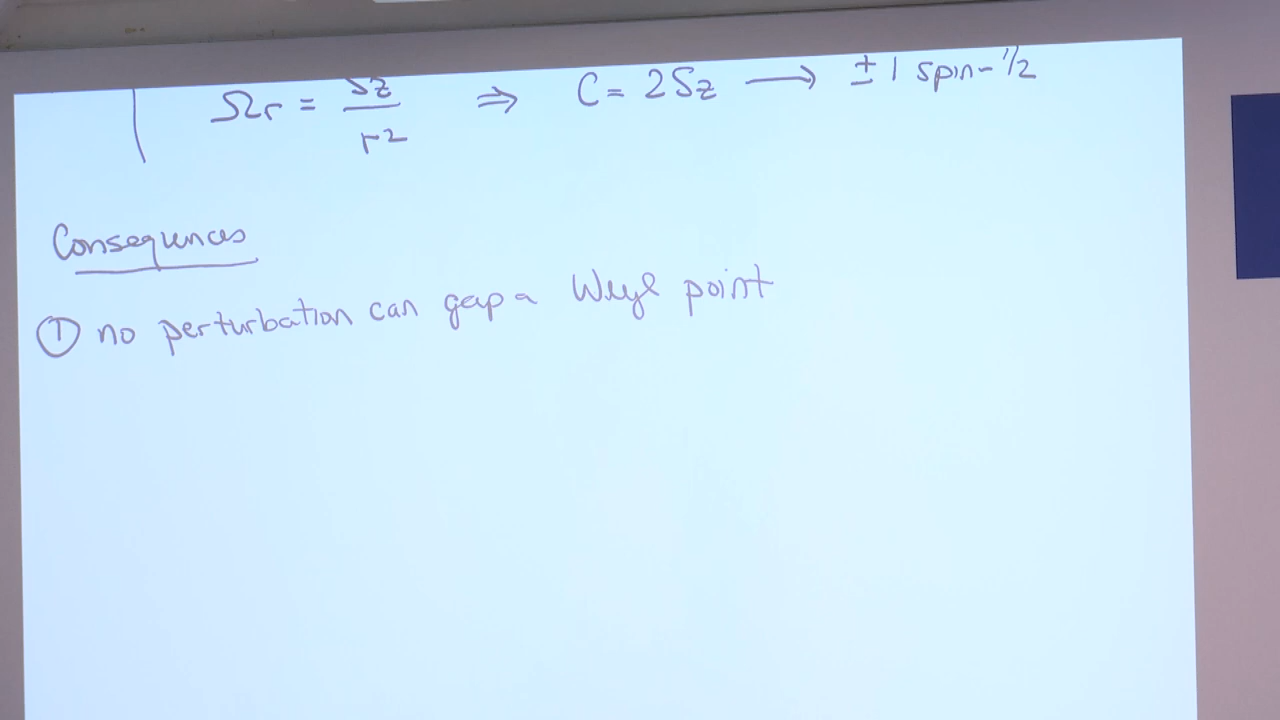 Ωr = Sz / r² ⇒ C = 2Sz → ± 1 spin-1/2
Consequences
① no perturbation can gap a Weyl point